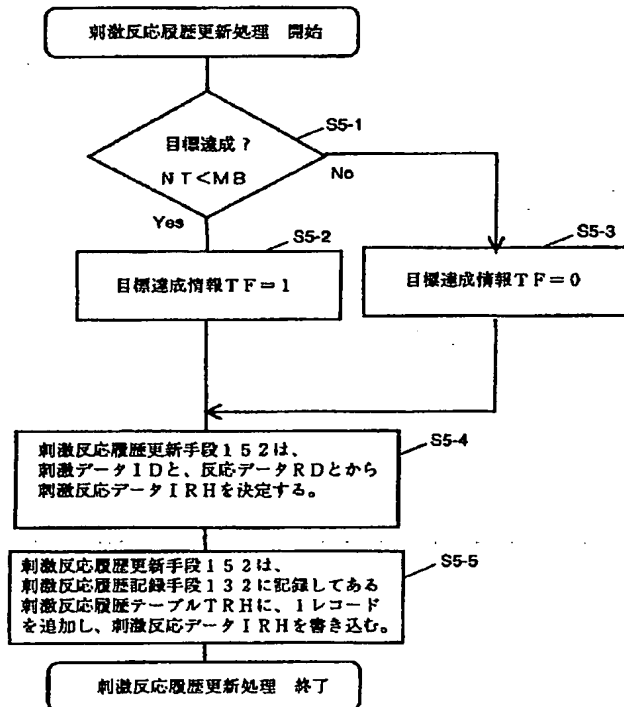 刺激反応履歴更新処理　開始
S5-1
目標達成？
ＮＴ＜ＭＢ
No
Yes
S5-2
S5-3
目標達成情報ＴＦ＝１
目標達成情報ＴＦ＝０
S5-4
刺激反応履歴更新手段１５２は、
刺激データＩＤと、反応データＲＤとから
刺激反応データＩＲＨを決定する。
S5-5
刺激反応履歴更新手段１５２は、
刺激反応履歴記録手段１３２に記録してある
刺激反応履歴テーブルＴＲＨに、１レコード
を追加し、刺激反応データＩＲＨを書き込む。
刺激反応履歴更新処理　終了